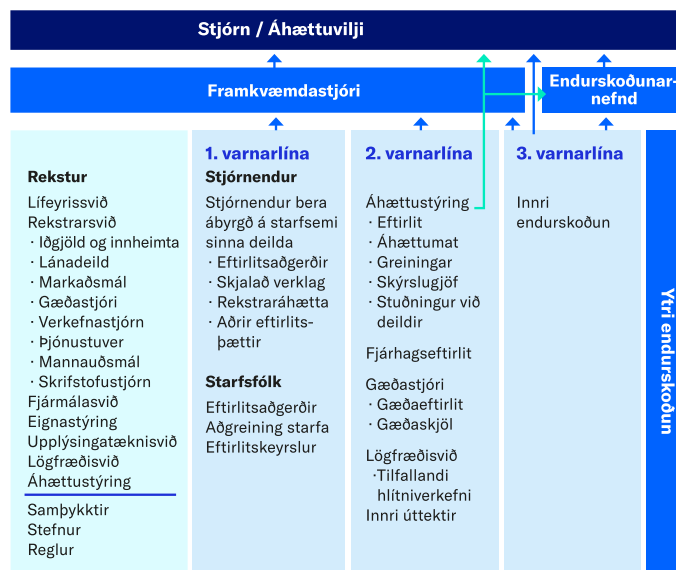 Stjórn / Áhættuvilji
Framkvæmdastjóri
Endurskoðunar-
nefnd
Rekstur
Lífeyrissvið
Rekstrarsvið
· Iðgjöld og innheimta
· Lánadeild
· Markaðsmál
· Gæðastjóri
· Verkefnastjórn
· Þjónustuver
· Mannauðsmál
· Skrifstofustjórn
Fjármálasvið
Eignastýring
Upplýsingatæknisvið
Lögfræðisvið
Áhættustýring
Samþykktir
Stefnur
Reglur
1. varnarlína
Stjórnendur
Stjórnendur bera
ábyrgð á starfsemi
sinna deilda
· Eftirlitsaðgerðir
· Skjalað verklag
· Rekstraráhætta
· Aðrir eftirlits-
þættir
Starfsfólk
Eftirlitsaðgerðir
Aðgreining starfa
Eftirlitskeyrslur
2. varnarlína
Áhættustýring
· Eftirlit
· Áhættumat
· Greiningar
· Skýrslugjöf
· Stuðningur við
deildir
Fjárhagseftirlit
Gæðastjóri
· Gæðaeftirlit
· Gæðaskjöl
Lögfræðisvið
· Tilfallandi
hlítniverkefni
Innri úttektir
3. varnarlína
Innri
endurskoðun
Ytri endurskoðun